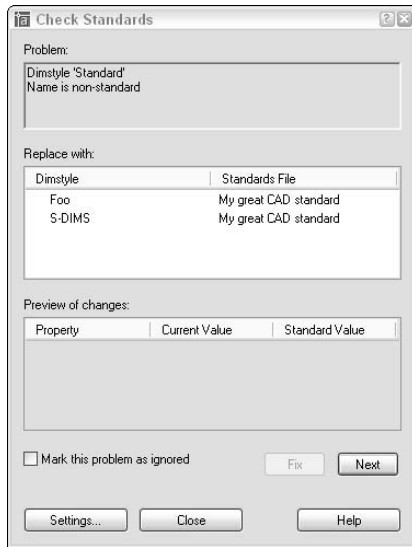 Check Standards
Problem:
Dimstyle 'Standard'
Name is non-standard
Replace with:
Dimstyle Standards File
Foo My great CAD standard
S-DIMS My great CAD standard
Preview of changes:
Property Current Value Standard Value
Mark this problem as ignored Fix Next
Settings... Close Help